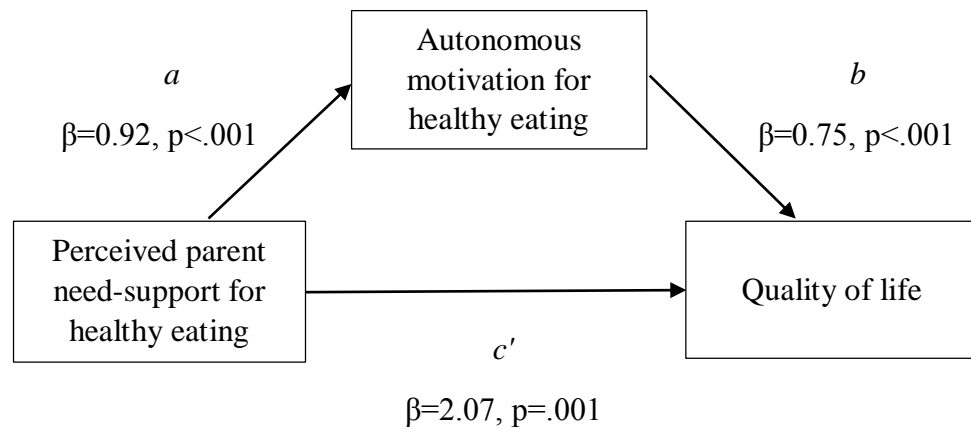 Autonomous
motivation for
healthy eating
a
β=0.92, p<.001
b
β=0.75, p<.001
Perceived parent
need-support for
healthy eating
Quality of life
c'
β=2.07, p=.001